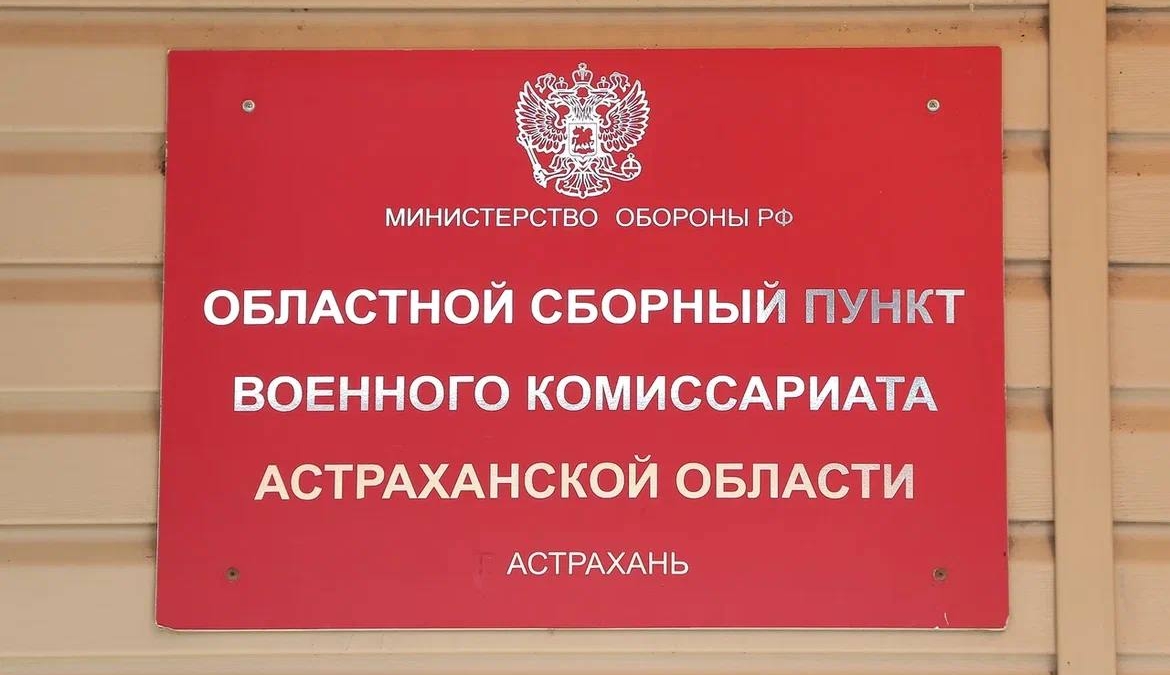 МИНИСТЕРСТВО ОБОРОНЫ РФ
ОБЛАСТНОЙ СБОРНЫЙ ПУНКТ
ВОЕННОГО КОМИССАРИАТА
АСТРАХАНСКОЙ ОБЛАСТИ
Г АСТРАХАНЬ